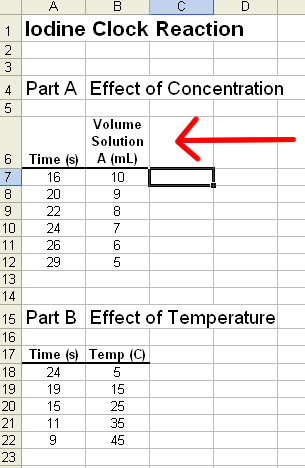 A B C D
1 Iodine Clock Reaction
2
3
4 Part A Effect of Concentration
5
Volume
Solution
6 Time (s) A (mL)
7 16 10
8 20 9
9 22 8
10 24 7
11 26 6
12 29 5
13
14
15 Part B Effect of Temperature
16
17 Time (s) Temp (C)
18 24 5
19 19 15
20 15 25
21 11 35
22 9 45
23